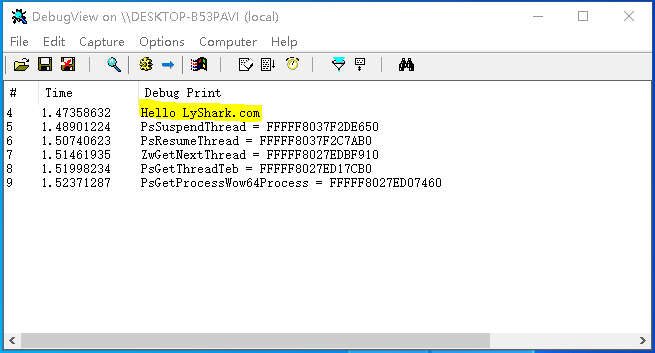 DebugView on \\DESKTOP-B53PAVI (local)
File Edit Capture Options Computer Help
# Time Debug Print
4 1.47358632 Hello LyShark.com
5 1.48901224 PsSuspendThread = FFFFF8037F2DE650
6 1.50740623 PsResumeThread = FFFFF8037F2C7AB0
7 1.51461935 ZwGetNextThread = FFFFF8027EDBF910
8 1.51998234 PsGetThreadTeb = FFFFF8027ED17CB0
9 1.52371287 PsGetProcessWow64Process = FFFFF8027ED07460